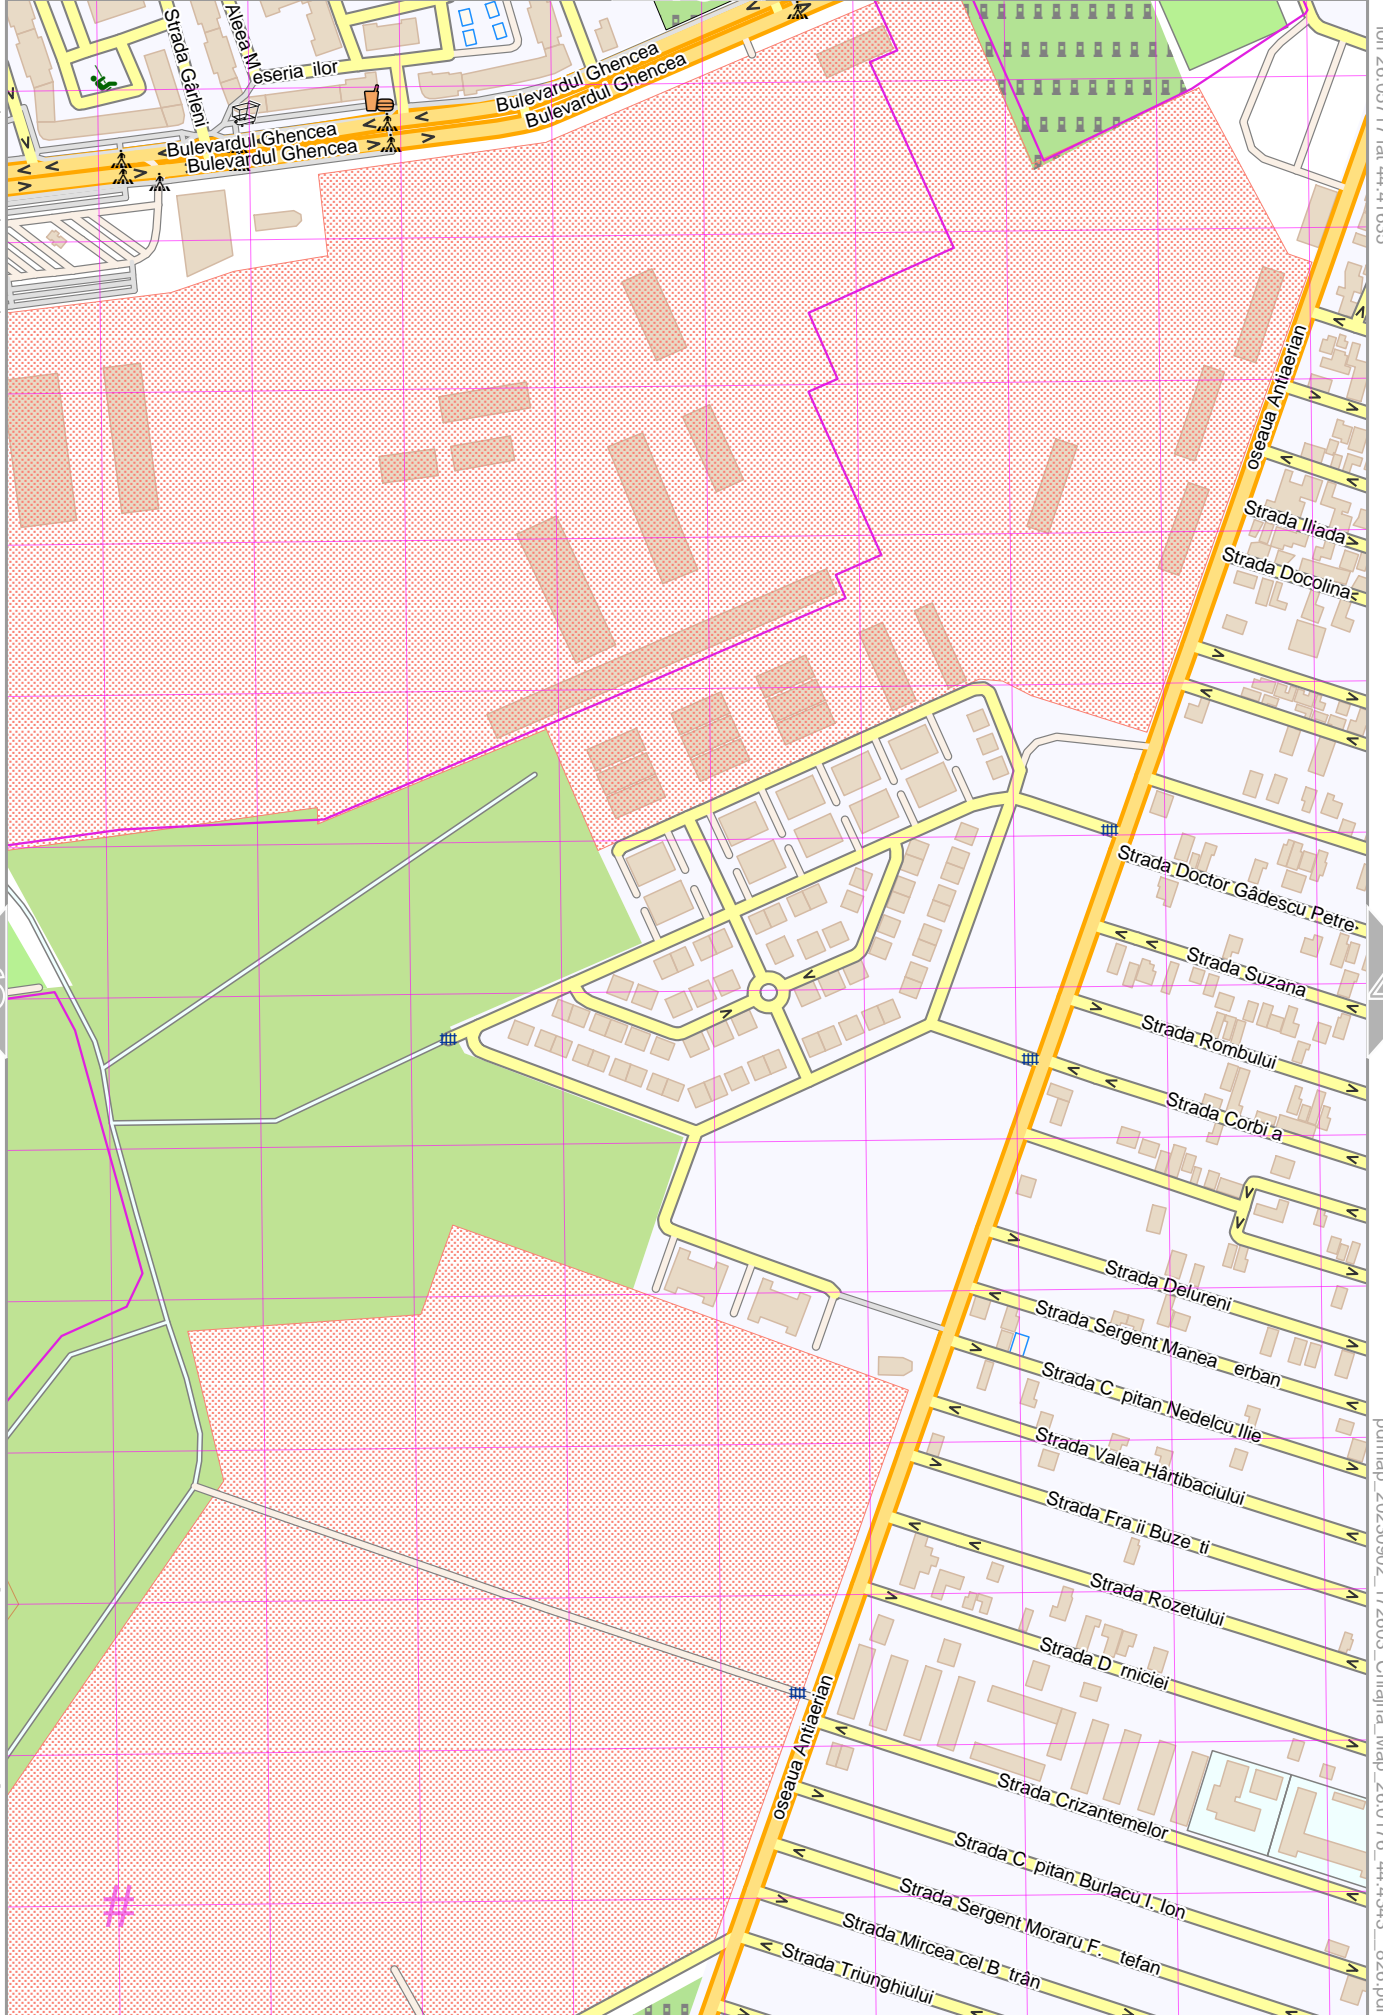 Strada Gârleni
Aleea M
eseria ilor
Bulevardul Ghencea
Bulevardul Ghencea
Bulevardul Ghencea
Bulevardul Ghencea
oseaua Antiaerian
Strada Iliada
Strada Docolina
Strada Doctor Gâdescu Petre
Strada Suzana
Strada Rombului
Strada Corbi a
Strada Delureni
Strada Sergent Manea erban
Strada C pitan Nedelcu Ilie
Strada Valea Hârtibaciului
Strada Fra ii Buze ti
Strada Rozetului
Strada D rniciei
oseaua Antiaerian
Strada Crizantemelor
Strada C pitan Burlacu I. Ion
Strada Sergent Moraru F. tefan
Strada Mircea cel B trân
Strada Triunghiului
#